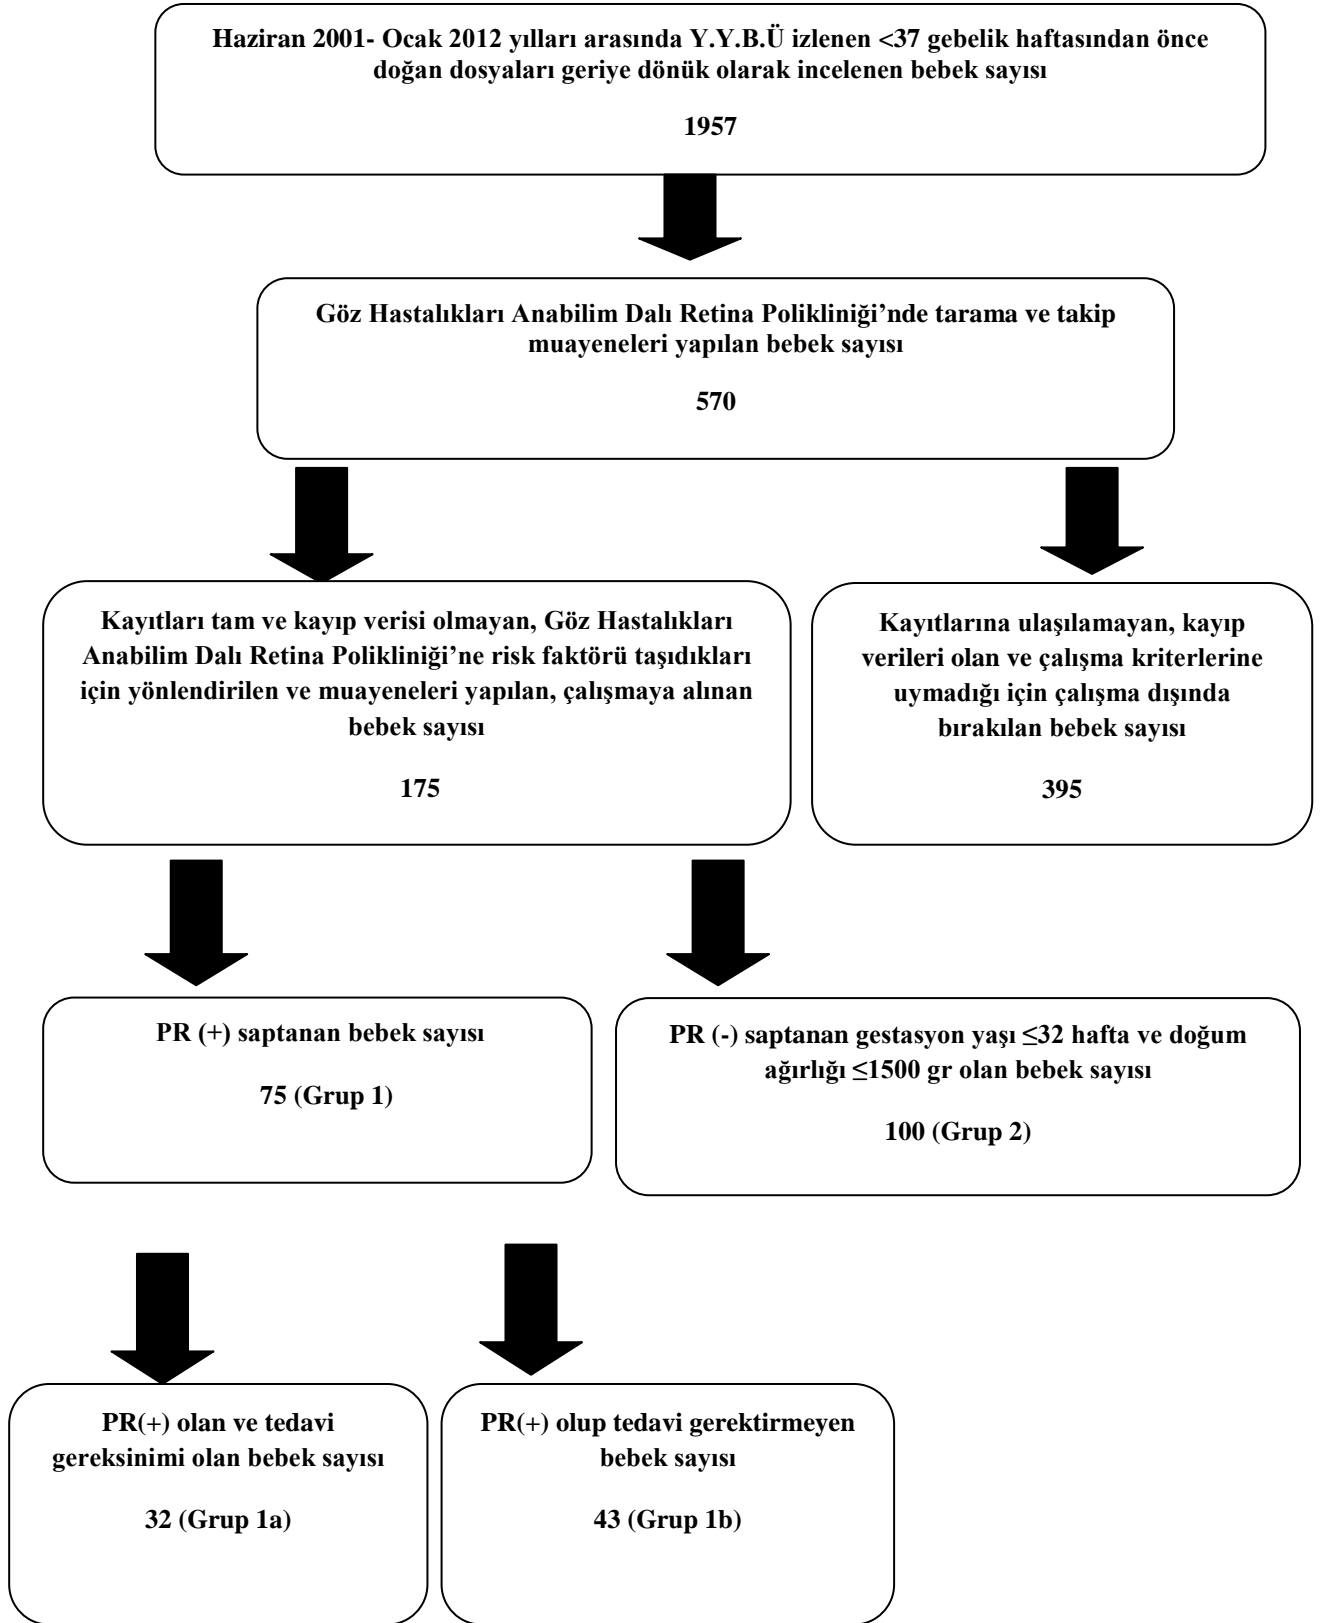 Haziran 2001- Ocak 2012 yılları arasında Y.Y.B.Ü izlenen <37 gebelik haftasından önce
doğan dosyaları geriye dönük olarak incelenen bebek sayısı
1957
Göz Hastalıkları Anabilim Dalı Retina Polikliniği’nde tarama ve takip
muayeneleri yapılan bebek sayısı
570
Kayıtları tam ve kayıp verisi olmayan, Göz Hastalıkları
Anabilim Dalı Retina Polikliniği’ne risk faktörü taşıdıkları
için yönlendirilen ve muayeneleri yapılan, çalışmaya alınan
bebek sayısı
175
Kayıtlarına ulaşılamayan, kayıp
verileri olan ve çalışma kriterlerine
uymadığı için çalışma dışında
bırakılan bebek sayısı
395
PR (+) saptanan bebek sayısı
75 (Grup 1)
PR (-) saptanan gestasyon yaşı ≤32 hafta ve doğum
ağırlığı ≤1500 gr olan bebek sayısı
100 (Grup 2)
PR(+) olan ve tedavi
gereksinimi olan bebek sayısı
32 (Grup 1a)
PR(+) olup tedavi gerektirmeyen
bebek sayısı
43 (Grup 1b)